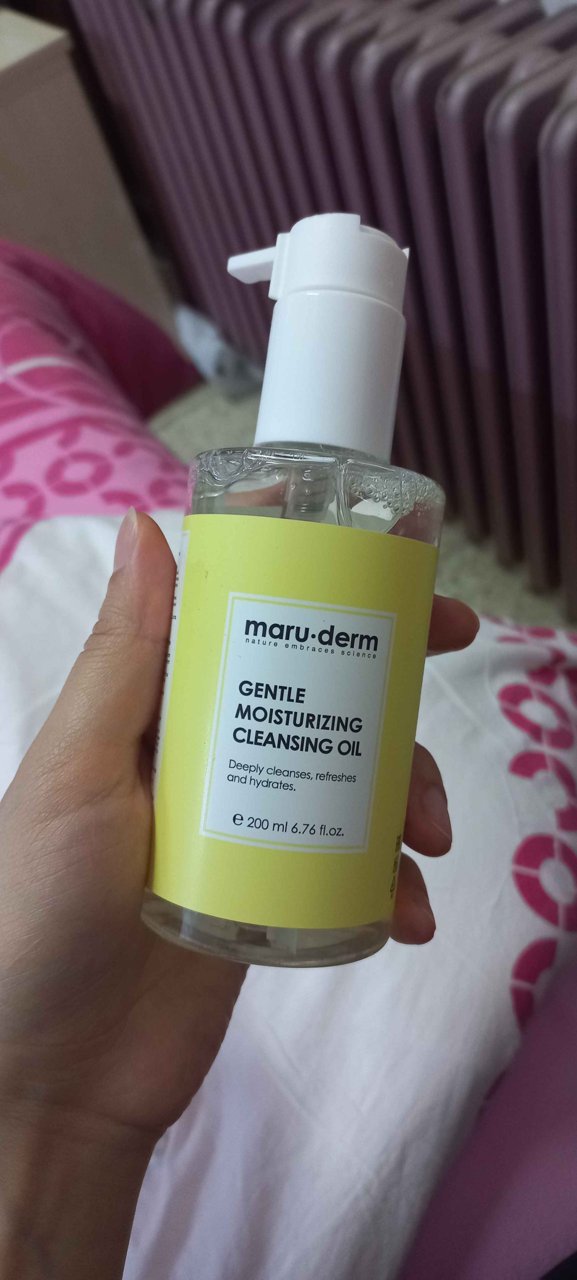 maru·derm
nature embraces science
GENTLE
MOISTURIZING
CLEANSING OIL
Deeply cleanses, refreshes
and hydrates.
℮ 200 ml 6.76 fl.oz.